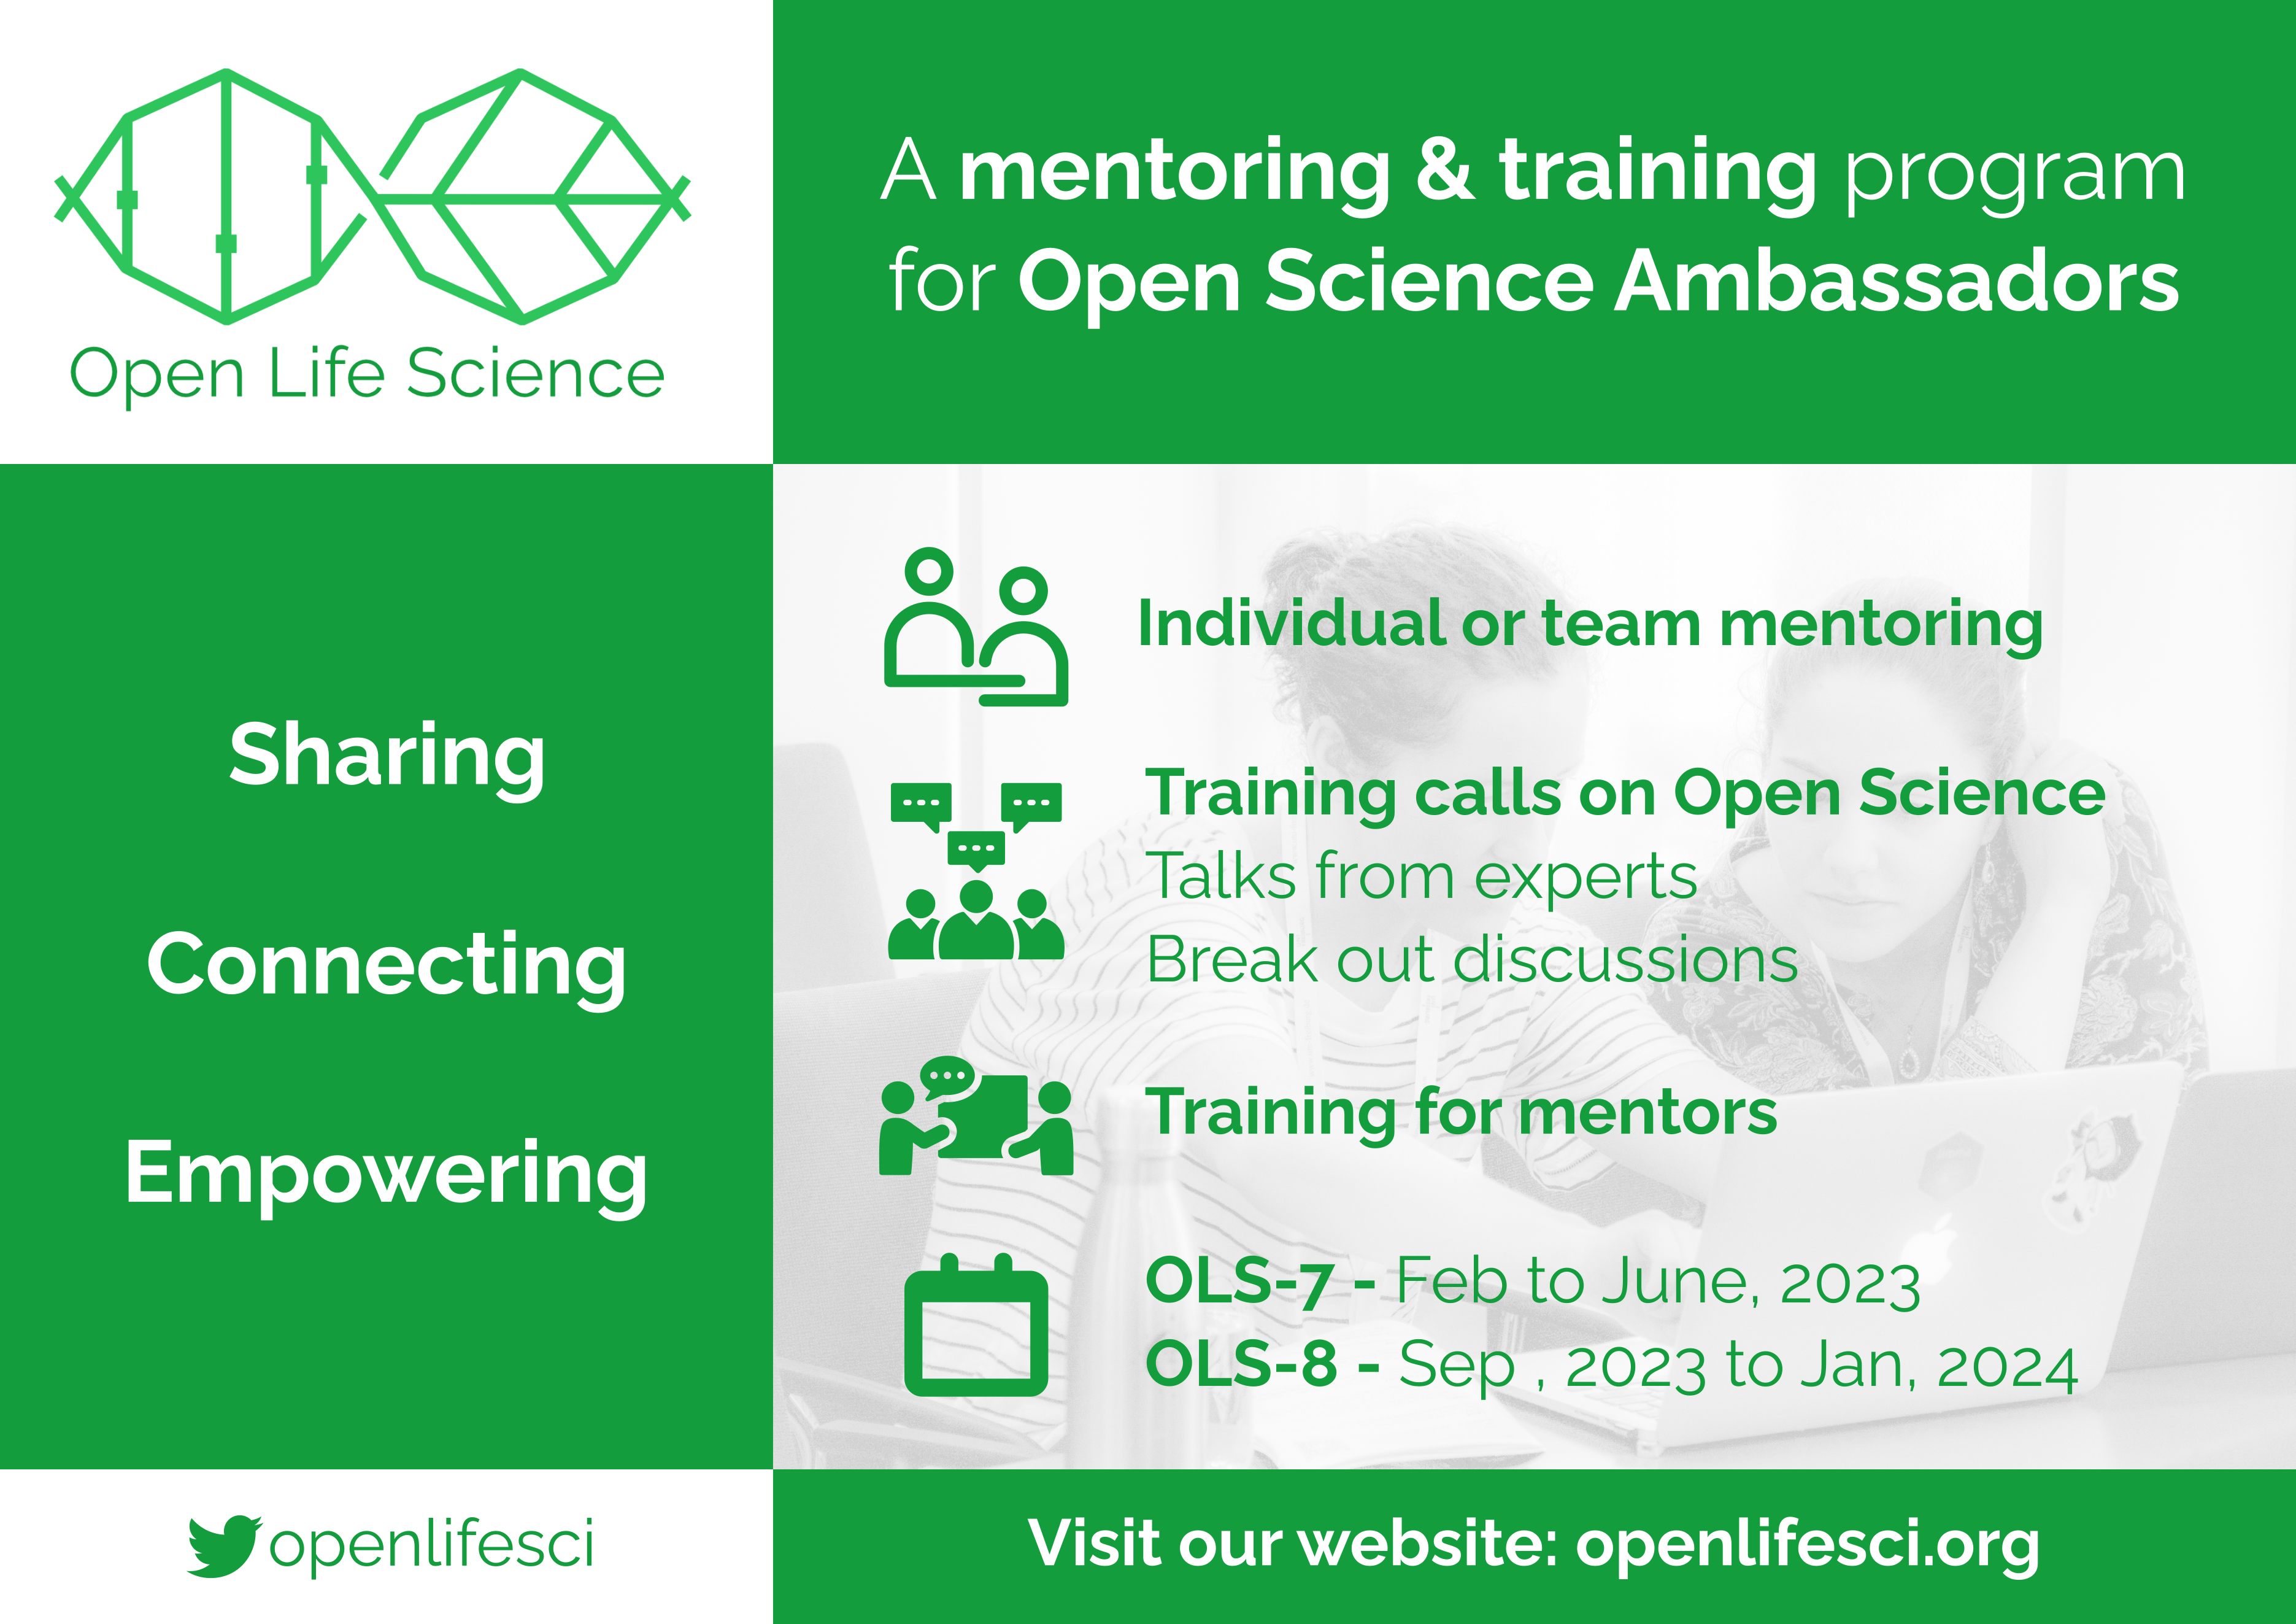 Open Life Science
A mentoring & training program
for Open Science Ambassadors
Sharing
Connecting
Empowering
Individual or team mentoring
Training calls on Open Science
Talks from experts
Break out discussions
Training for mentors
OLS-7 - Feb to June, 2023
OLS-8 - Sep , 2023 to Jan, 2024
openlifesci
Visit our website: openlifesci.org